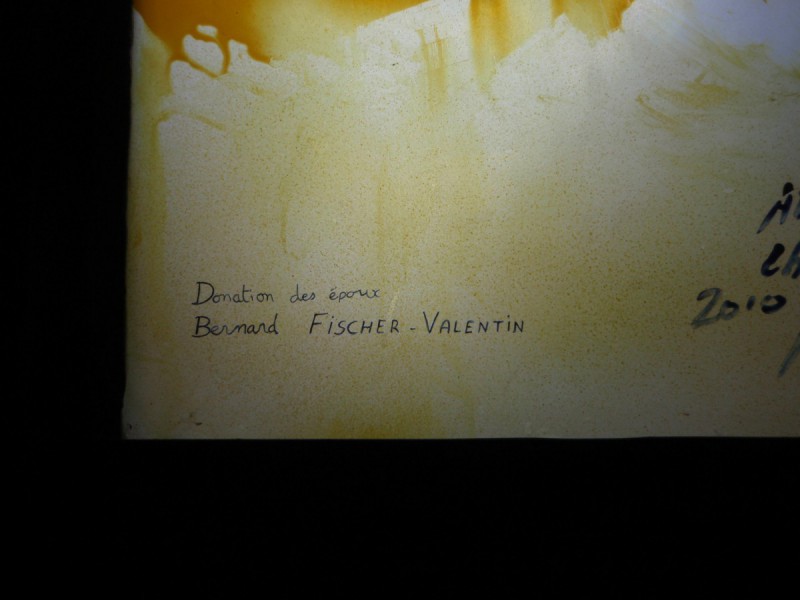 Donation des époux
Bernard FiSCHER-VALENTiN
2010